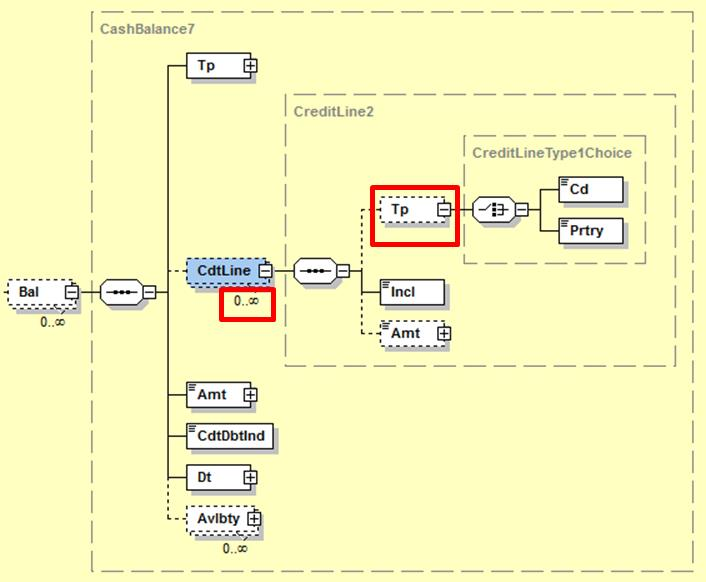 CashBalance7
Tp
CreditLine2
CreditLineType1Choice
Tp
Cd
Prtry
CdtLine
0..∞
Bal
0..∞
Incl
Amt
Amt
CdtDbtInd
Dt
Avlbty
0..∞